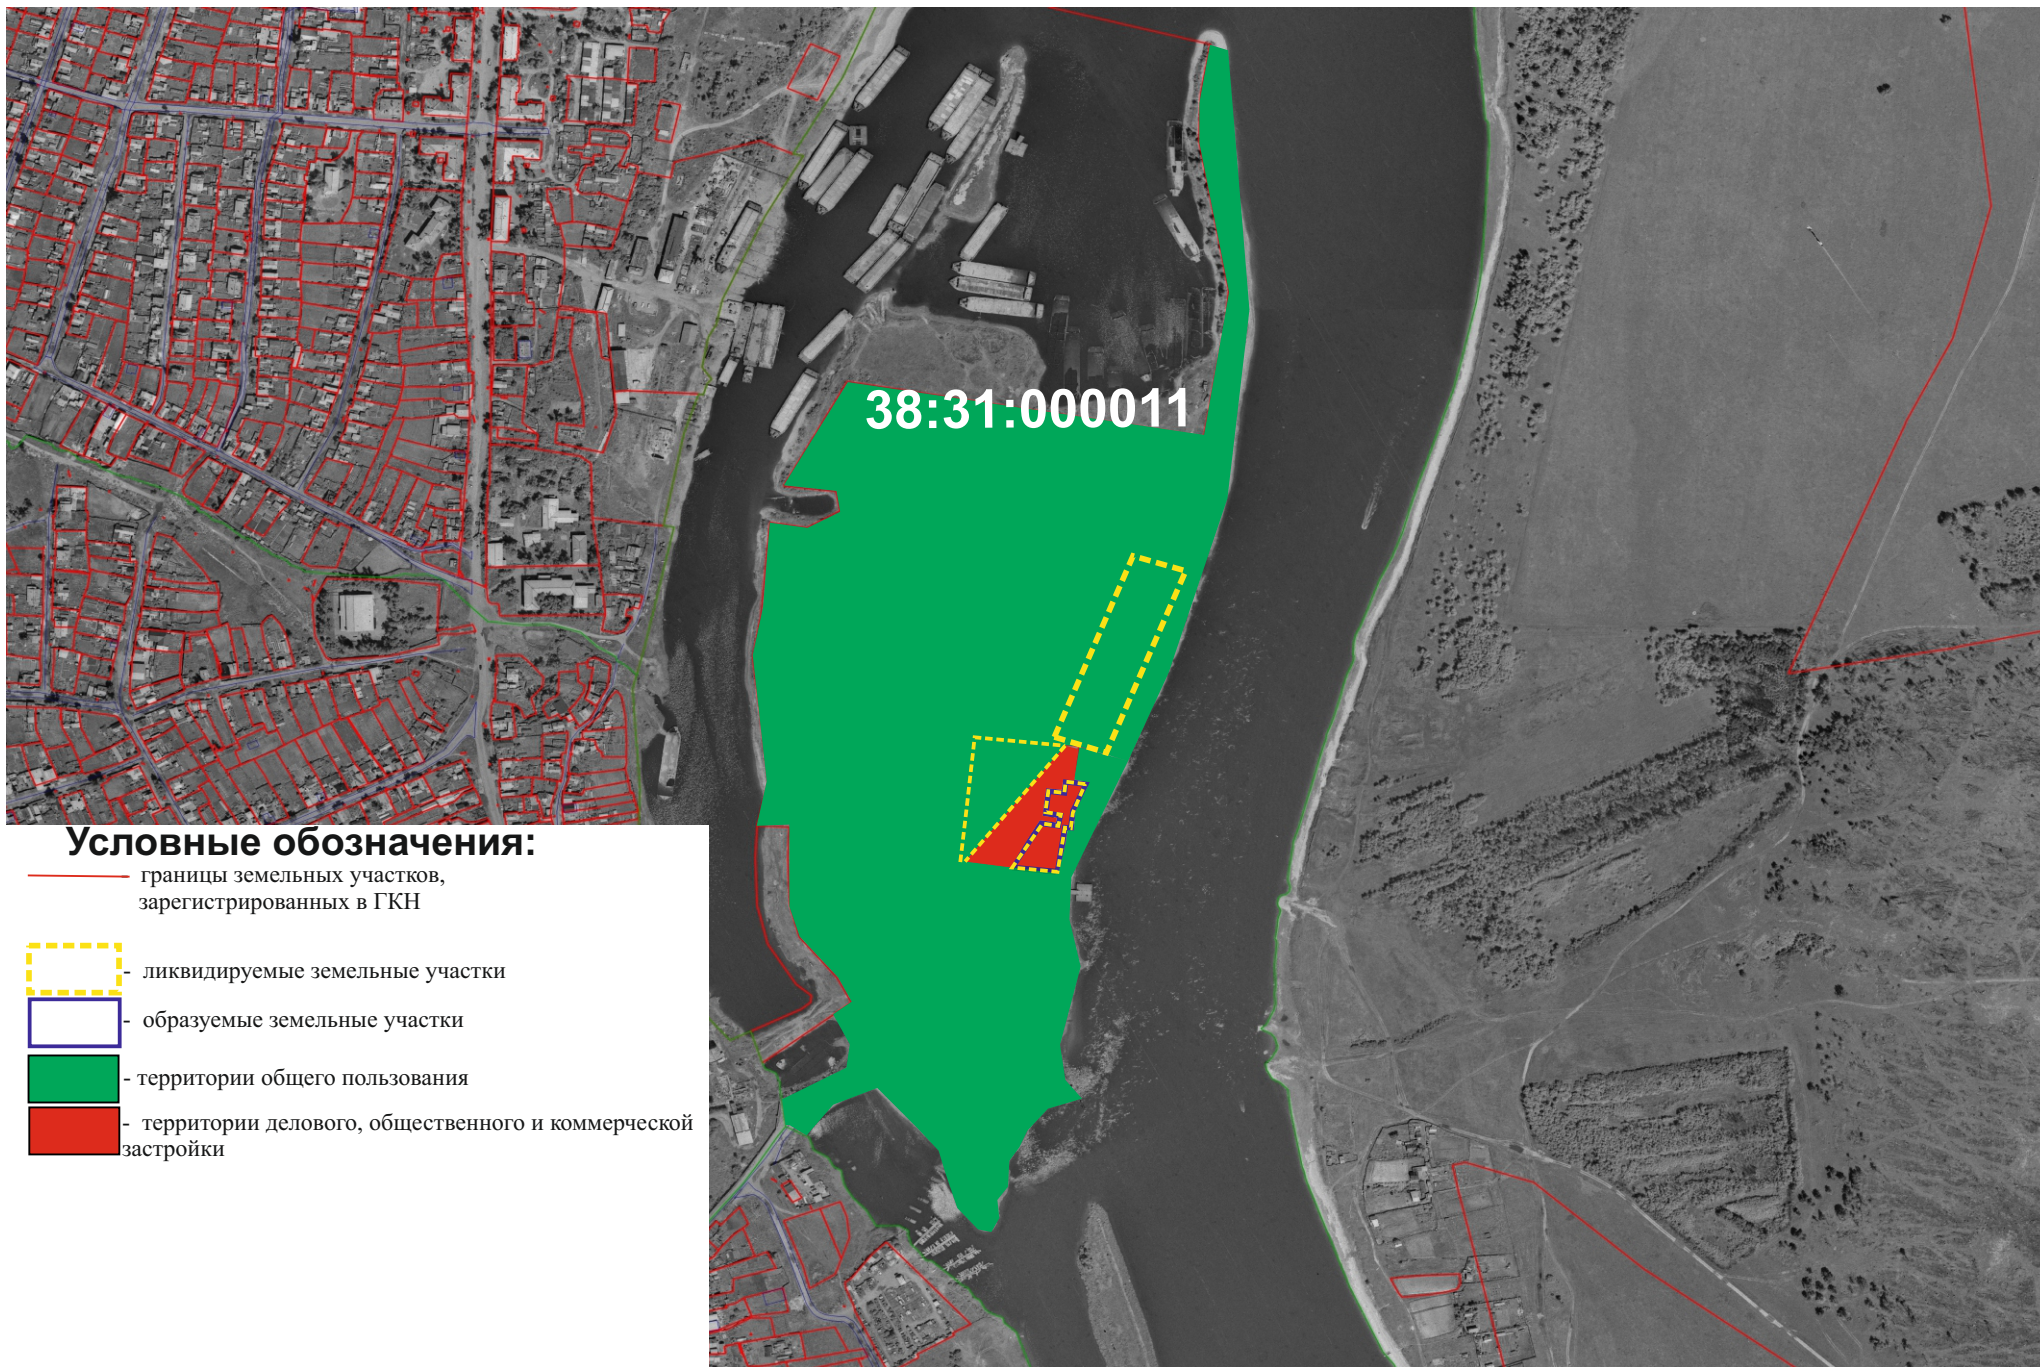 38:31:000011
Условные обозначения:
границы земельных участков,
зарегистрированных в ГКН
- ликвидируемые земельные участки
- образуемые земельные участки
- территории общего пользования
- территории делового, общественного и коммерческой
застройки